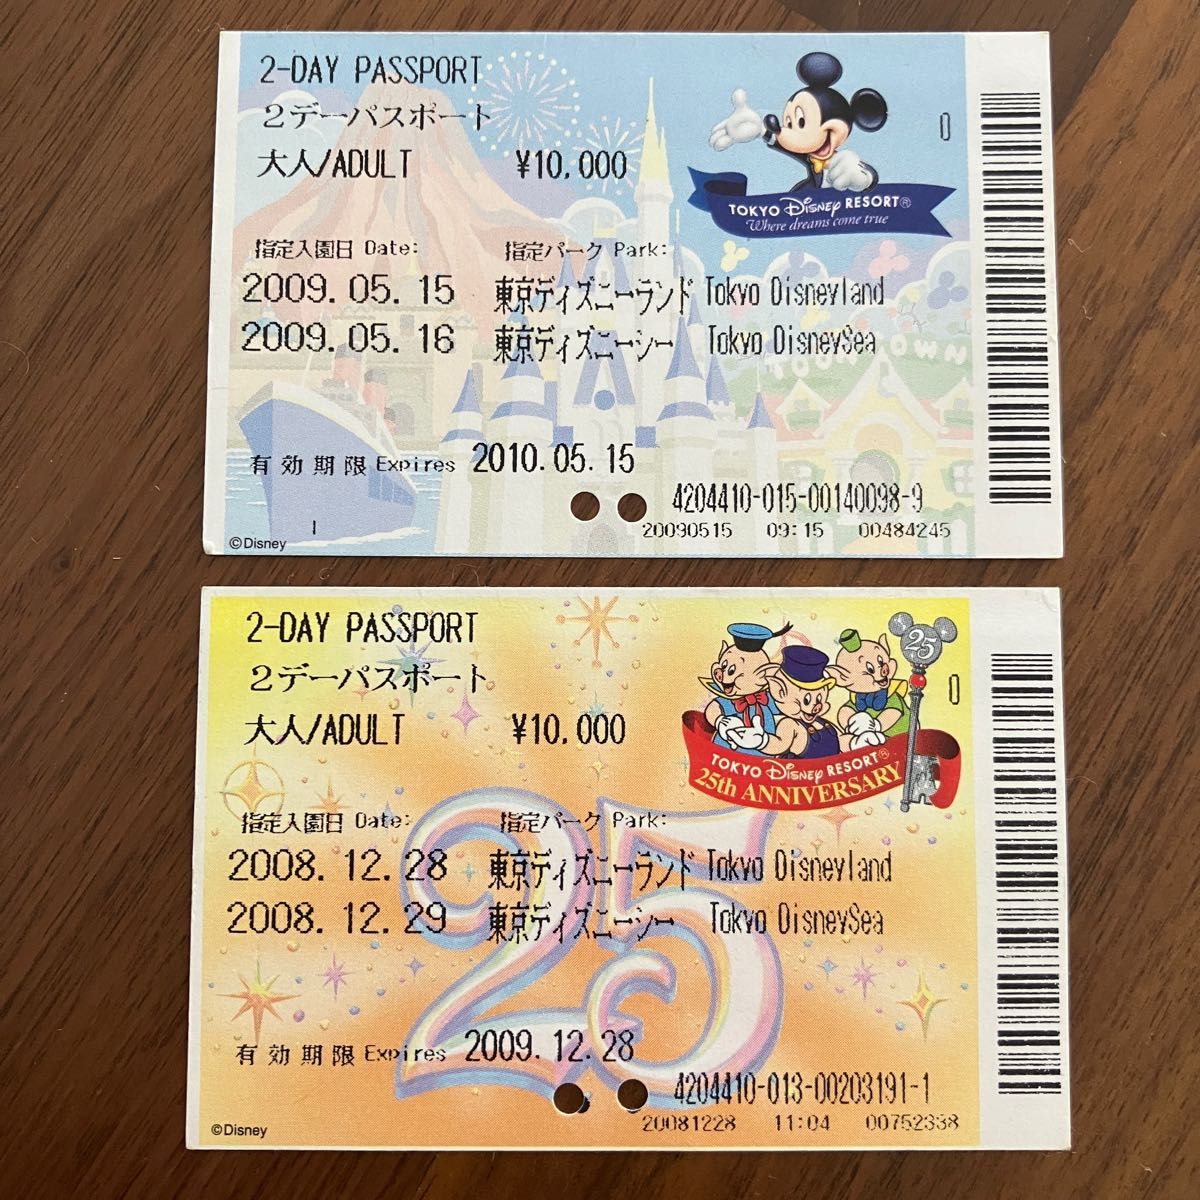 2-DAY PASSPORT
2デーパスポート
大人/ADULT ¥10,000
TOKYO Disney RESORT®
Where dreams come true
0
指定入園日 Date: 指定パーク Park:
2009.05.15 東京ディズニーランド Tokyo Disneyland
2009.05.16 東京ディズニーシー Tokyo DisneySea
TOONTOWN
有効期限 Expires 2010.05.15
4204410-015-00140098-9
20090515 09:15 00484245
©Disney
2-DAY PASSPORT
2デーパスポート
大人/ADULT ¥10,000
25
TOKYO Disney RESORT®
25th ANNIVERSARY
0
指定入園日 Date: 指定パーク Park:
2008.12.28 東京ディズニーランド Tokyo Disneyland
2008.12.29 東京ディズニーシー Tokyo DisneySea
25
有効期限 Expires 2009.12.28
4204410-013-00203191-1
20081228 11:04 00752338
©Disney